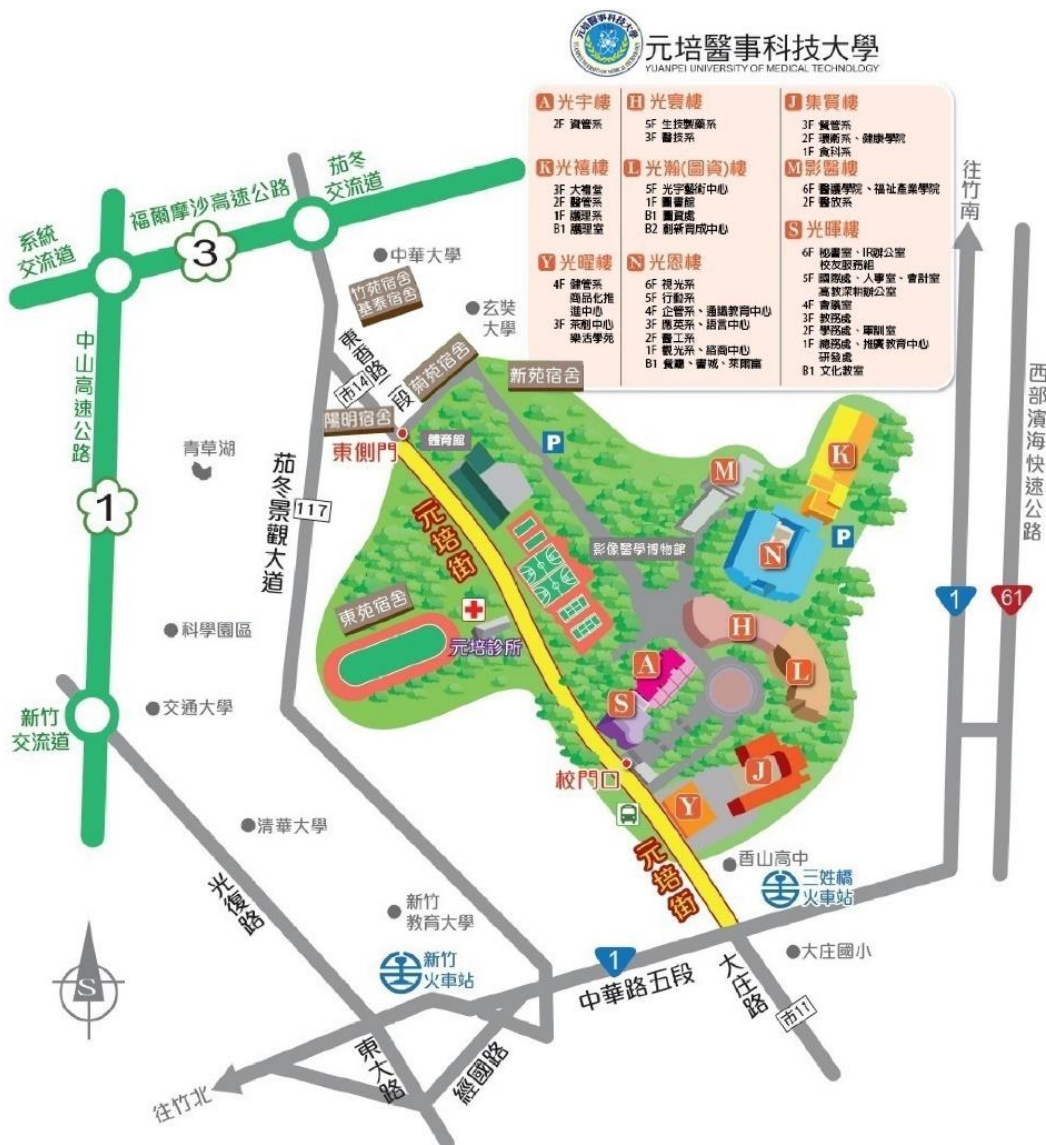 元培醫事科技大學
YUANPEI UNIVERSITY OF MEDICAL TECHNOLOGY
A 光宇樓
2F 資管系
K 光禧樓
3F 大禮堂
2F 醫管系
1F 護理系
B1 護理室
Y 光曜樓
4F 健管系
商品化推
進中心
3F 茶創中心
樂活學苑
H 光寰樓
5F 生技製藥系
3F 醫技系
L 光瀚(圖資)樓
5F 光宇藝術中心
1F 圖書館
B1 圖資處
B2 創新育成中心
N 光恩樓
6F 視光系
5F 行動系
4F 企管系、通識教育中心
3F 應英系、語言中心
2F 醫工系
1F 觀光系、諮商中心
B1 餐廳、書城、萊爾富
J 集賢樓
3F 餐管系
2F 環衛系、健康學院
1F 食科系
M 影醫樓
6F 醫護學院、福祉產業學院
2F 醫放系
S 光暉樓
6F 秘書室、IR辦公室
校友服務組
5F 國際處、人事室、會計室
高教深耕辦公室
4F 會議室
3F 教務處
2F 學務處、軍訓室
1F 總務處、推廣教育中心
研發處
B1 文化教室
往竹南
西部濱海快速公路
1
61
茄苳
交流道
福爾摩沙高速公路
3
系統
交流道
中山高速公路
1
中華大學
竹苑宿舍
基泰宿舍
玄奘
大學
東香路一段
市14
菊苑宿舍
新苑宿舍
陽明宿舍
東側門
體育館
P
M
K
青草湖
茄苳景觀大道
117
元培街
影像醫學博物館
N
P
東苑宿舍
元培診所
科學園區
H
A
L
S
交通大學
新竹
交流道
校門口
J
Y
清華大學
元培街
香山高中
三姓橋
火車站
光復路
新竹
教育大學
新竹
火車站
大庄國小
1
中華路五段
大庄路
市11
S
東大路
經國路
往竹北